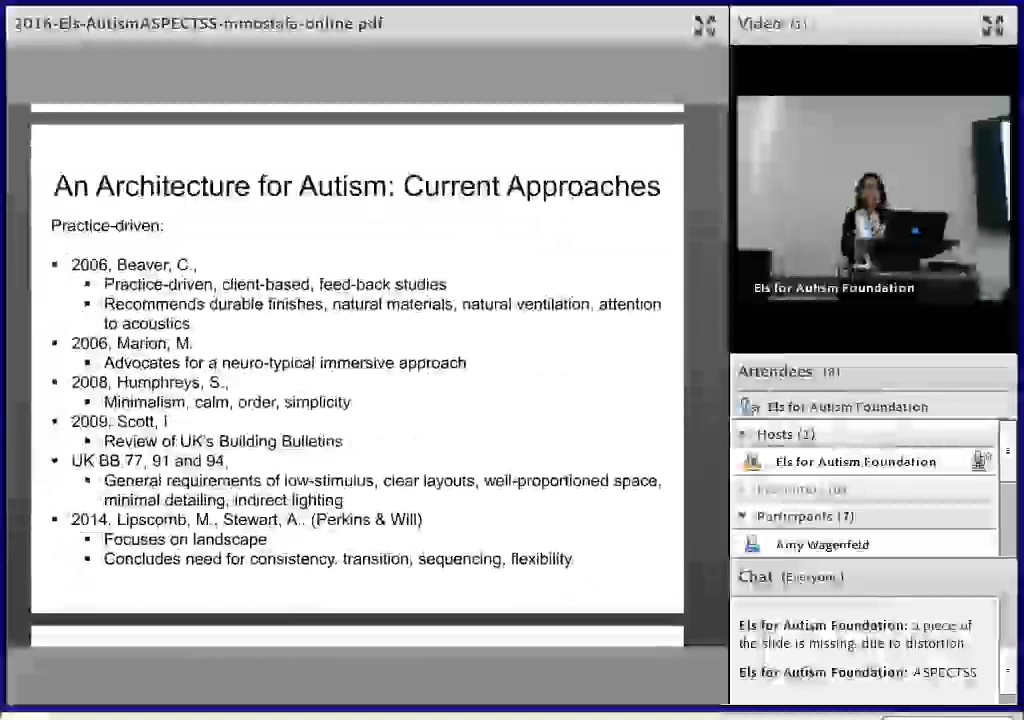 2016-Els-AutismASPECTSS-mmostafa-online pdf
An Architecture for Autism: Current Approaches
Practice-driven:
▪ 2006, Beaver, C.,
▪ Practice-driven, client-based, feed-back studies
▪ Recommends durable finishes, natural materials, natural ventilation, attention
to acoustics
▪ 2006, Marion, M.
▪ Advocates for a neuro-typical immersive approach
▪ 2008, Humphreys, S.,
▪ Minimalism, calm, order, simplicity
▪ 2009, Scott, I
▪ Review of UK's Building Bulletins
▪ UK BB 77, 91 and 94,
▪ General requirements of low-stimulus, clear layouts, well-proportioned space,
minimal detailing, indirect lighting
▪ 2014, Lipscomb, M., Stewart, A., (Perkins & Will)
▪ Focuses on landscape
▪ Concludes need for consistency, transition, sequencing, flexibility
Video
Els for Autism Foundation
Attendees (8)
Els for Autism Foundation
Hosts (1)
Els for Autism Foundation
Participants (7)
Amy Wagenfeld
Chat (Everyone)
Els for Autism Foundation: a piece of
the slide is missing, due to distortion
Els for Autism Foundation: ASPECTSS